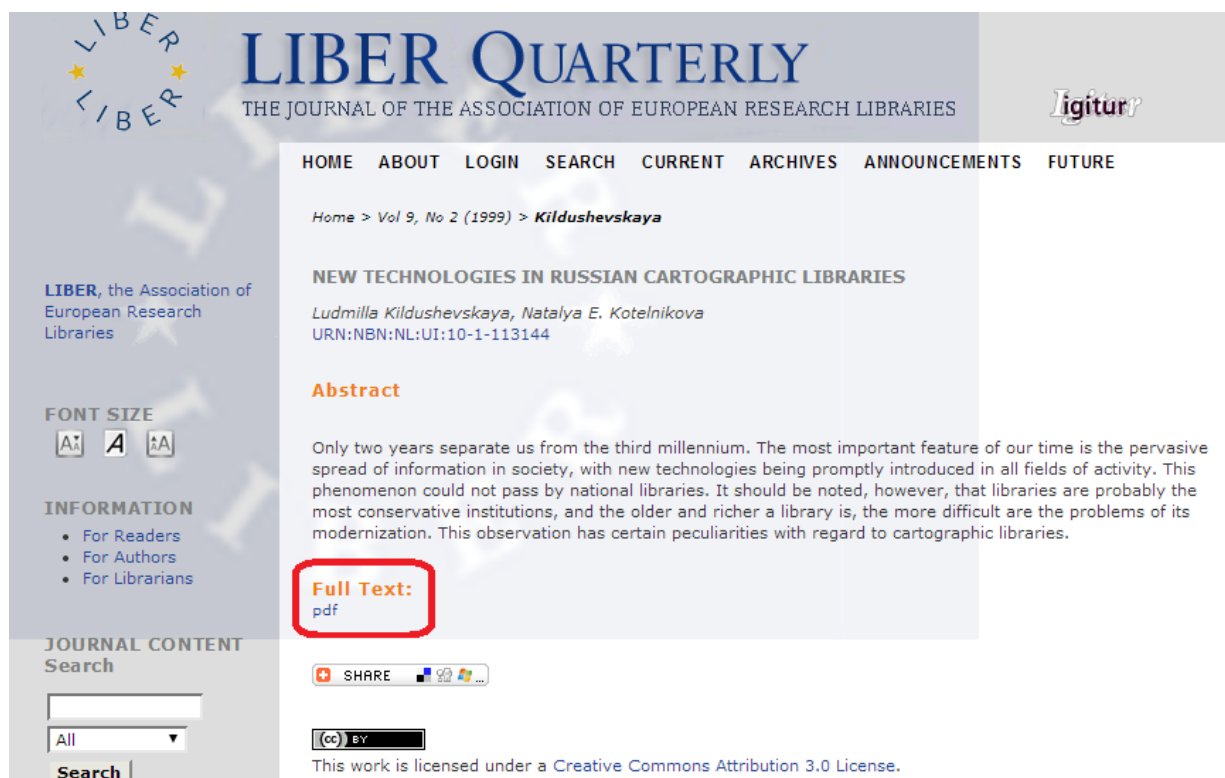 LIBER
LIBER
LIBER QUARTERLY
THE JOURNAL OF THE ASSOCIATION OF EUROPEAN RESEARCH LIBRARIES
Igitur
HOME ABOUT LOGIN SEARCH CURRENT ARCHIVES ANNOUNCEMENTS FUTURE
Home > Vol 9, No 2 (1999) > Kildushevskaya
LIBER, the Association of
European Research
Libraries
FONT SIZE
A A A
INFORMATION
• For Readers
• For Authors
• For Librarians
JOURNAL CONTENT
Search
All
Search
NEW TECHNOLOGIES IN RUSSIAN CARTOGRAPHIC LIBRARIES
Ludmilla Kildushevskaya, Natalya E. Kotelnikova
URN:NBN:NL:UI:10-1-113144
Abstract
Only two years separate us from the third millennium. The most important feature of our time is the pervasive
spread of information in society, with new technologies being promptly introduced in all fields of activity. This
phenomenon could not pass by national libraries. It should be noted, however, that libraries are probably the
most conservative institutions, and the older and richer a library is, the more difficult are the problems of its
modernization. This observation has certain peculiarities with regard to cartographic libraries.
Full Text:
pdf
SHARE ...
(cc) BY
This work is licensed under a Creative Commons Attribution 3.0 License.